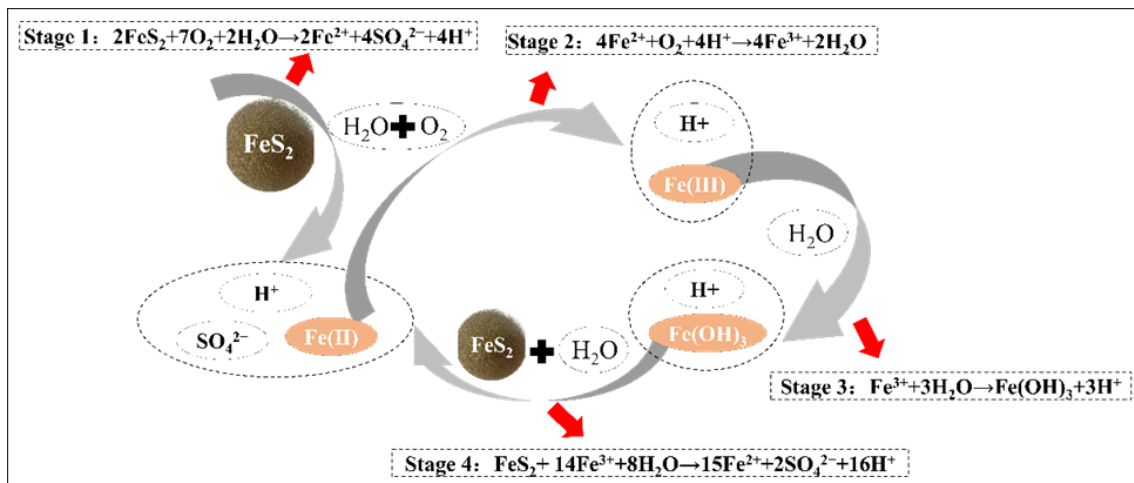 Stage 1：2FeS₂+7O₂+2H₂O→2Fe²⁺+4SO₄²⁻+4H⁺
Stage 2：4Fe²⁺+O₂+4H⁺→4Fe³⁺+2H₂O
FeS₂
H₂O+O₂
H+
Fe(III)
H₂O
H⁺
SO₄²⁻
Fe(II)
FeS₂
+
H₂O
H+
Fe(OH)₃
Stage 3：Fe³⁺+3H₂O→Fe(OH)₃+3H⁺
Stage 4：FeS₂+ 14Fe³⁺+8H₂O→15Fe²⁺+2SO₄²⁻+16H⁺